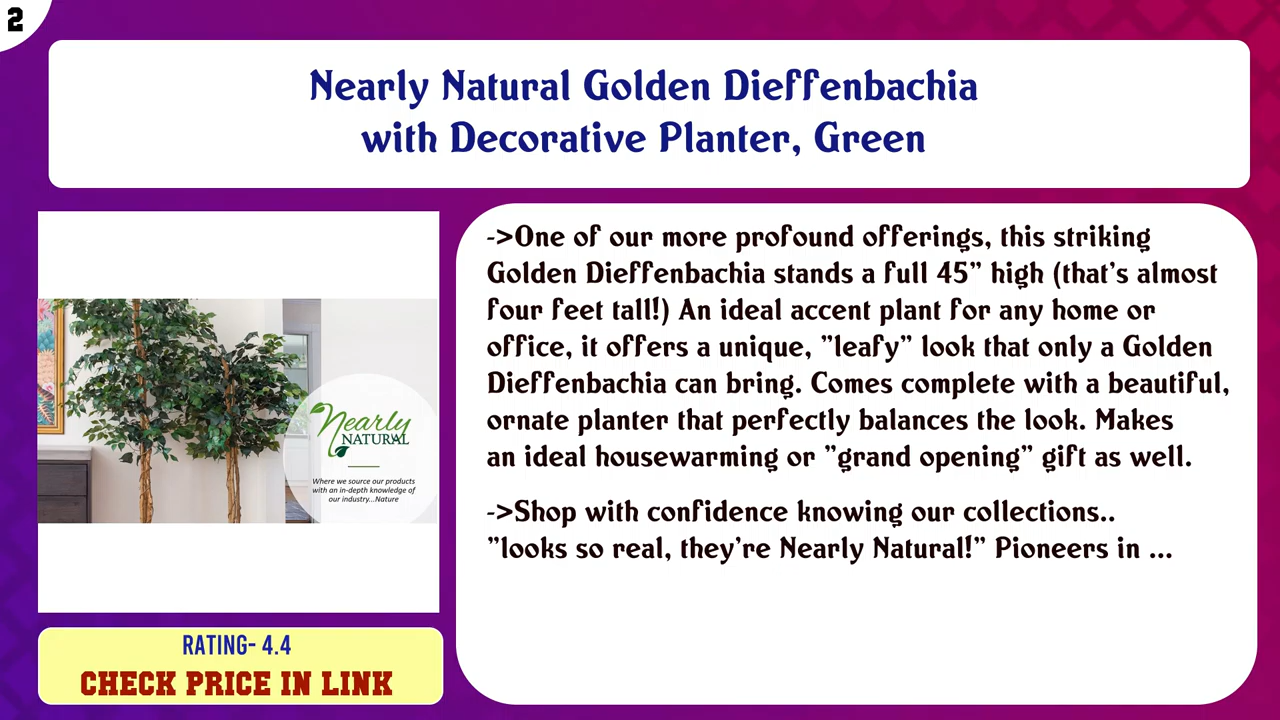 2
Nearly Natural Golden Dieffenbachia
with Decorative Planter, Green
->One of our more profound offerings, this striking
Golden Dieffenbachia stands a full 45" high (that's almost
four feet tall!) An ideal accent plant for any home or
office, it offers a unique, "leafy" look that only a Golden
Dieffenbachia can bring. Comes complete with a beautiful,
ornate planter that perfectly balances the look. Makes
an ideal housewarming or "grand opening" gift as well.
->Shop with confidence knowing our collections..
"looks so real, they're Nearly Natural!" Pioneers in ...
Nearly
NATURAL
Where we source our products
with an in-depth knowledge of
our industry...Nature
RATING- 4.4
CHECK PRICE IN LINK